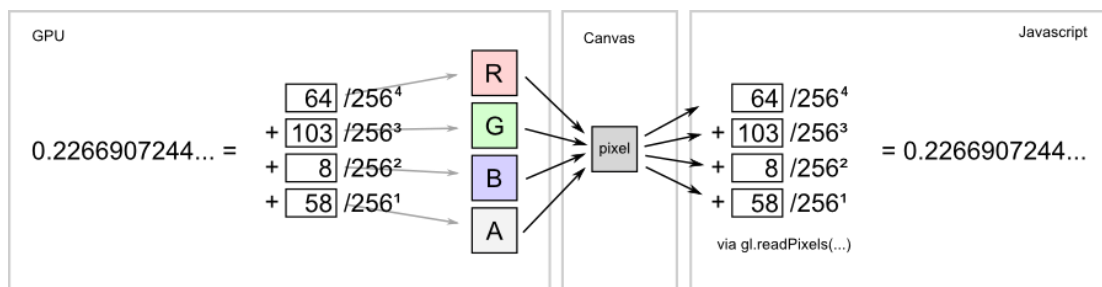 GPU
0.2266907244... =
64 /256⁴
+ 103 /256³
+ 8 /256²
+ 58 /256¹
R
G
B
A
Canvas
pixel
Javascript
64 /256⁴
+ 103 /256³
+ 8 /256²
+ 58 /256¹
= 0.2266907244...
via gl.readPixels(...)